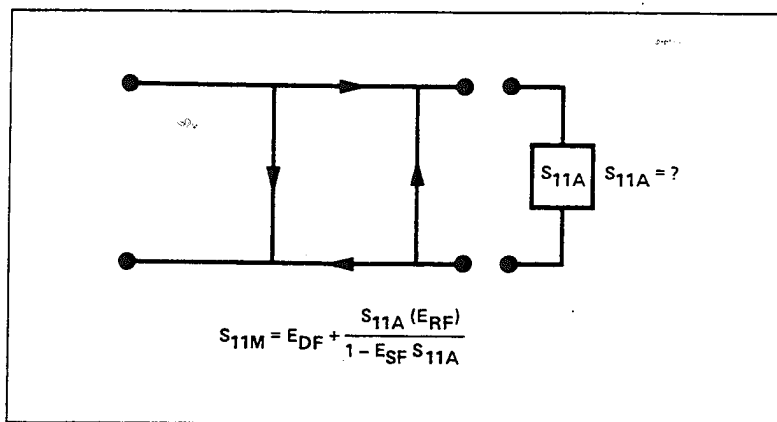 S11A S11A = ?
S11M = EDF + S11A (ERF) / 1 - ESF S11A